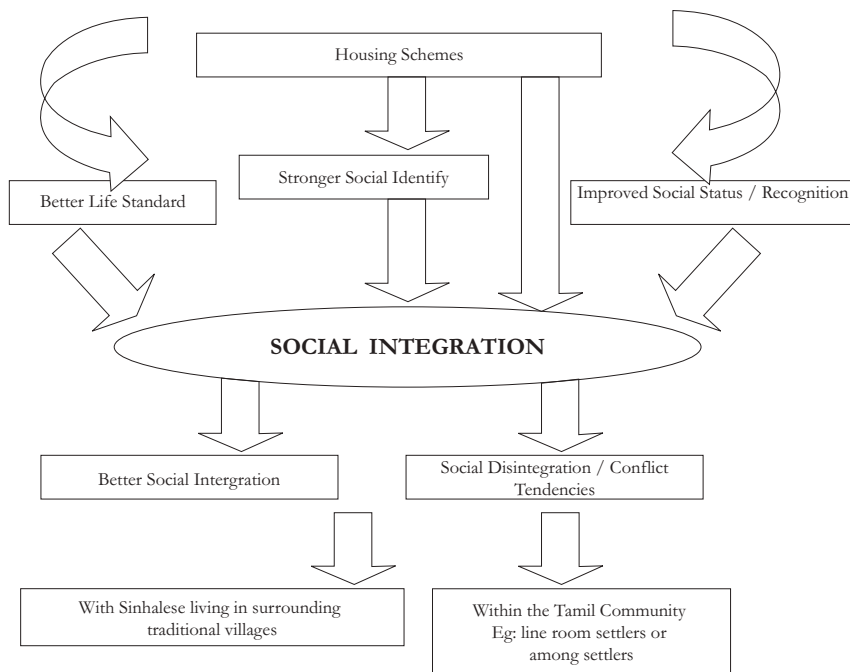 Housing Schemes
Stronger Social Identify
Better Life Standard
Improved Social Status / Recognition
SOCIAL INTEGRATION
Better Social Intergration
Social Disintegration / Conflict
Tendencies
With Sinhalese living in surrounding
traditional villages
Within the Tamil Community
Eg: line room settlers or
among settlers